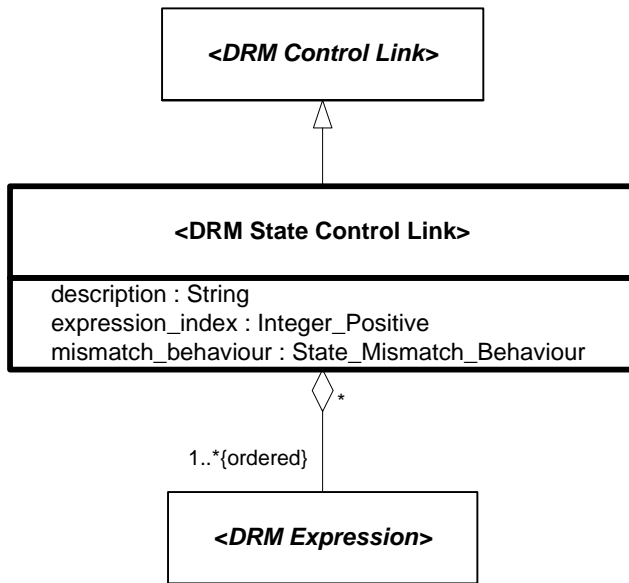 <DRM Control Link>
<DRM State Control Link>
description : String
expression_index : Integer_Positive
mismatch_behaviour : State_Mismatch_Behaviour
*
1..*{ordered}
<DRM Expression>